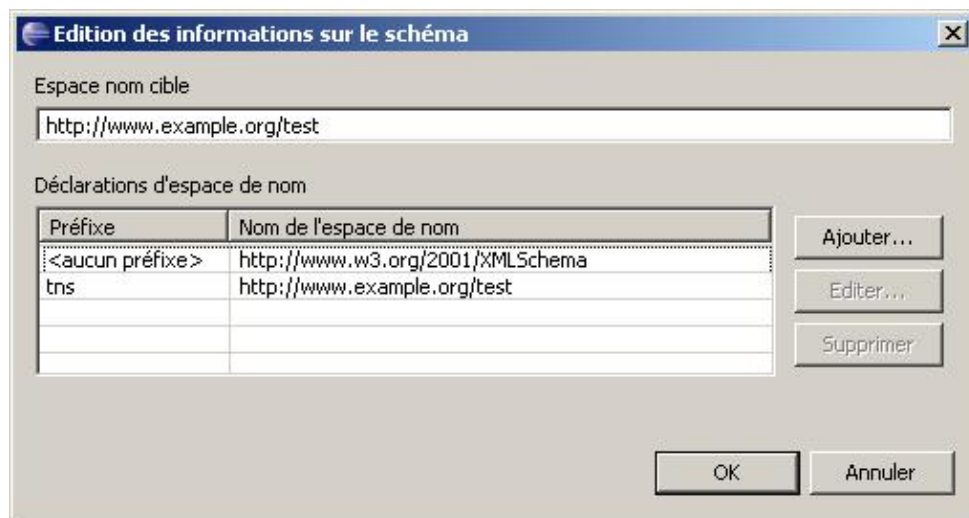 Edition des informations sur le schéma
Espace nom cible
http://www.example.org/test
Déclarations d'espace de nom
Préfixe Nom de l'espace de nom
<aucun préfixe> http://www.w3.org/2001/XMLSchema
tns http://www.example.org/test
Ajouter...
Editer...
Supprimer
OK Annuler